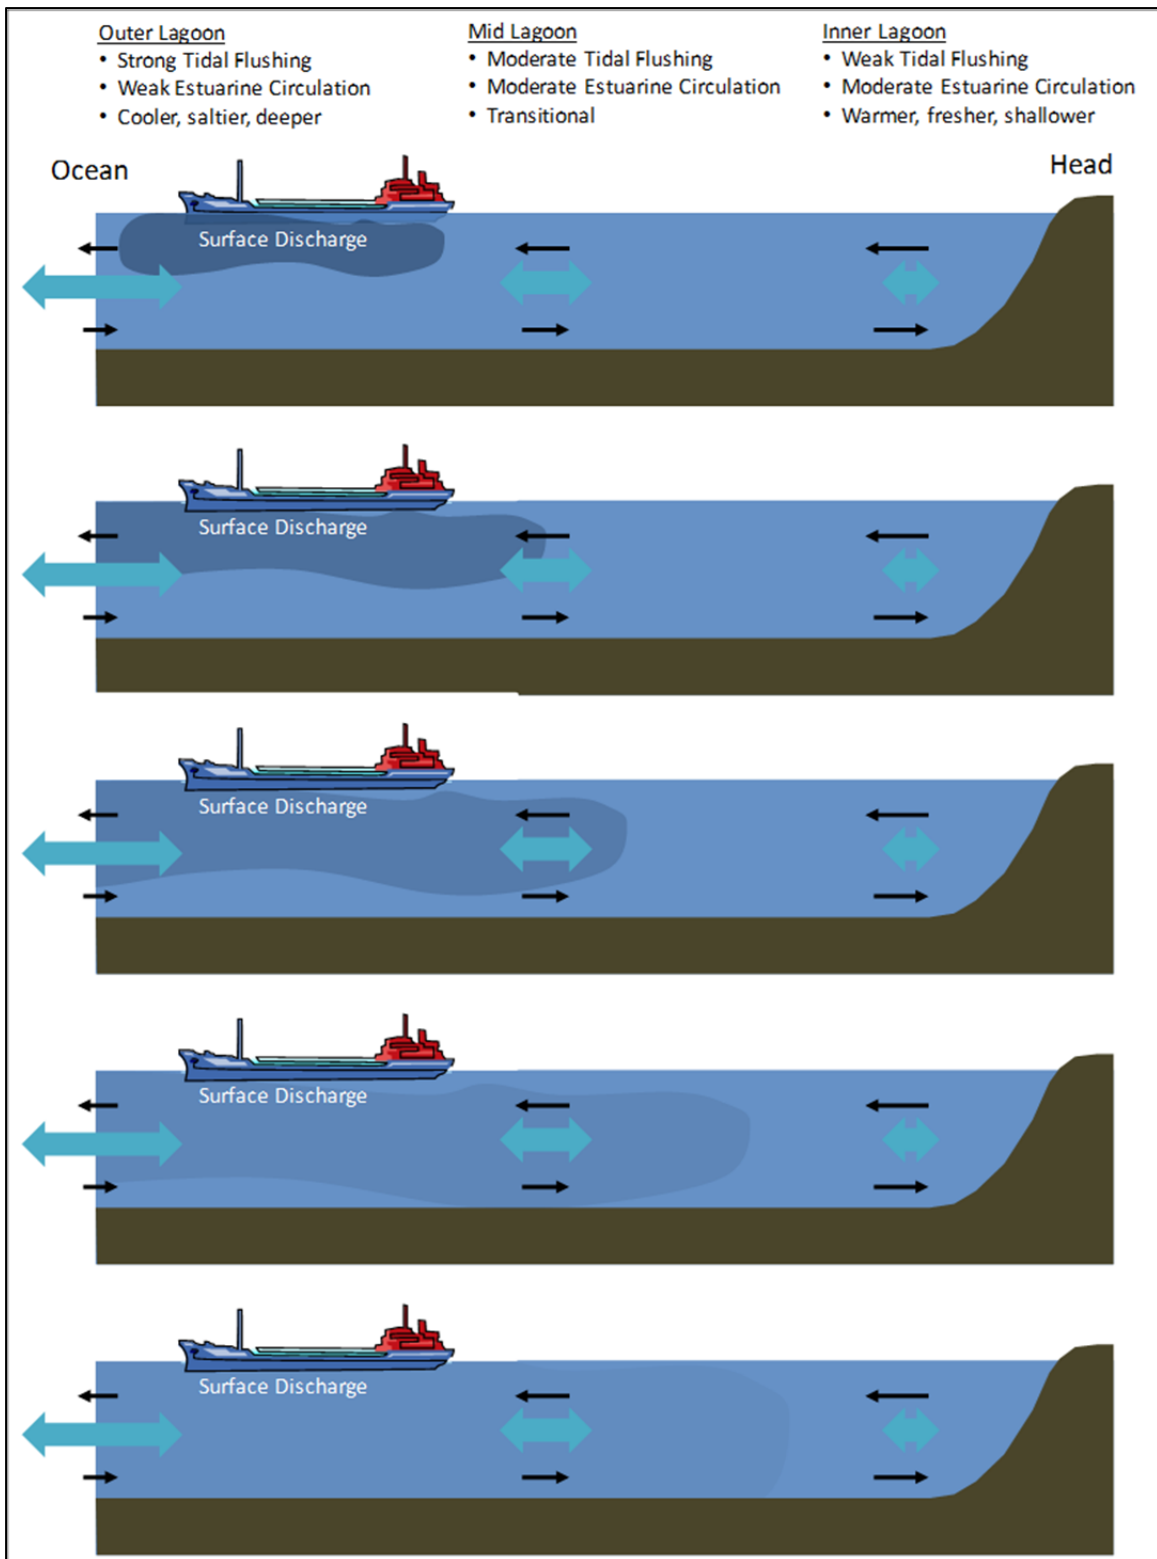 Outer Lagoon
• Strong Tidal Flushing
• Weak Estuarine Circulation
• Cooler, saltier, deeper
Mid Lagoon
• Moderate Tidal Flushing
• Moderate Estuarine Circulation
• Transitional
Inner Lagoon
• Weak Tidal Flushing
• Moderate Estuarine Circulation
• Warmer, fresher, shallower
Ocean
Head
Surface Discharge
Surface Discharge
Surface Discharge
Surface Discharge
Surface Discharge